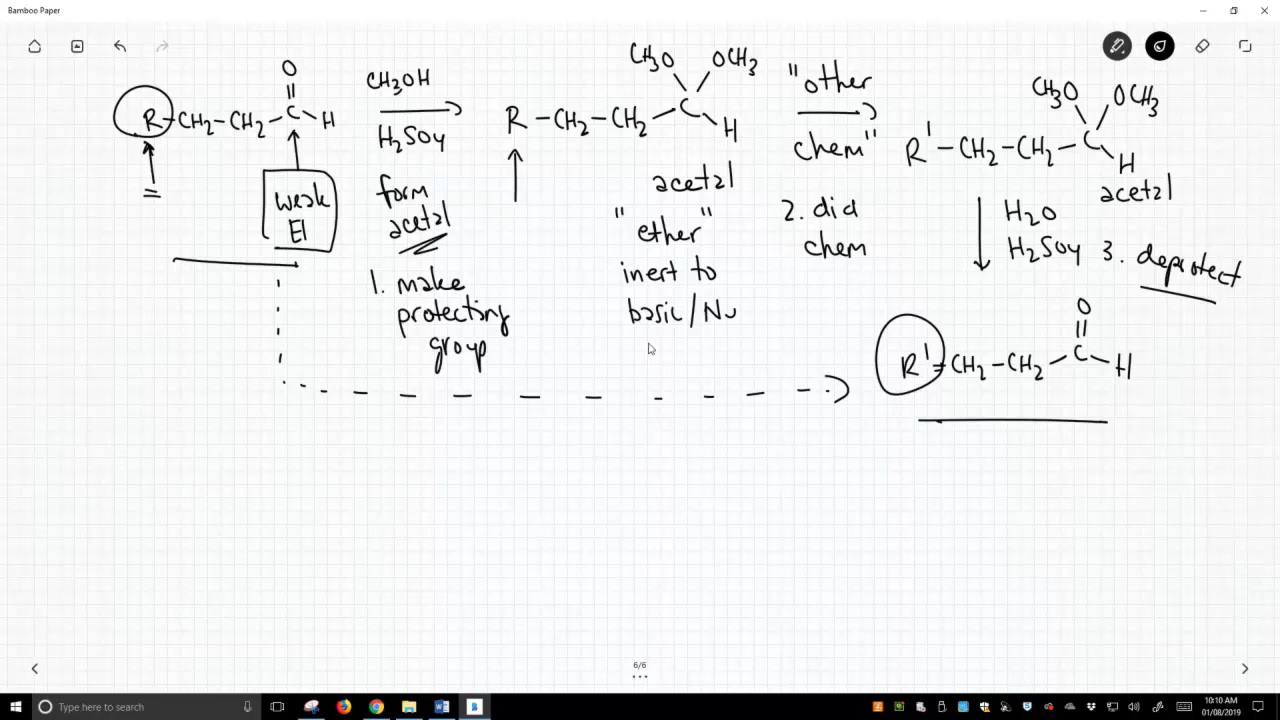 Bamboo Paper
O
||
R-CH2-CH2-C-H
CH3OH
H2SO4
form
acetal
1. make
protecting
group
weak
El
CH3O OCH3
R-CH2-CH2-C-H
acetal
"ether"
inert to
basic/Nu
"other
chem"
2. did
chem
CH3O OCH3
R'-CH2-CH2-C-H
acetal
H2O
H2SO4 3. deprotect
O
||
R'-CH2-CH2-C-H
6/6
Type here to search
10:10 AM
01/08/2019